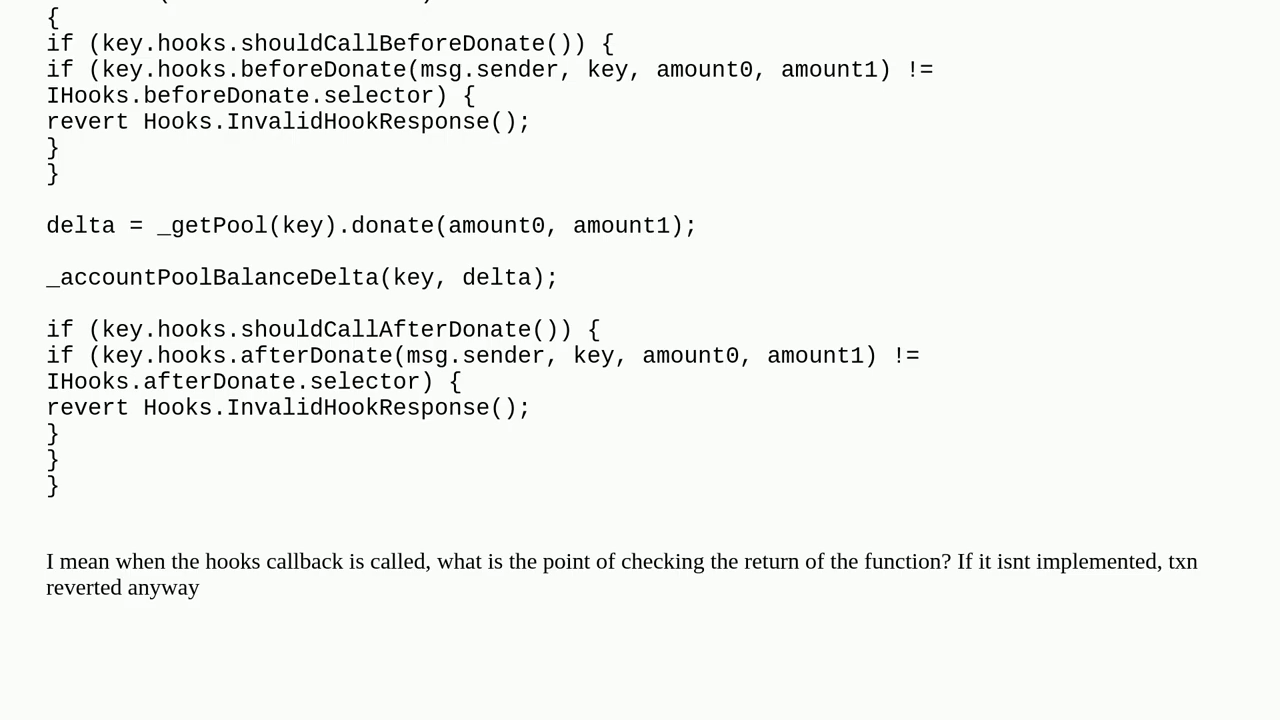 {
if (key.hooks.shouldCallBeforeDonate()) {
if (key.hooks.beforeDonate(msg.sender, key, amount0, amount1) !=
IHooks.beforeDonate.selector) {
revert Hooks.InvalidHookResponse();
}
}
delta = _getPool(key).donate(amount0, amount1);
_accountPoolBalanceDelta(key, delta);
if (key.hooks.shouldCallAfterDonate()) {
if (key.hooks.afterDonate(msg.sender, key, amount0, amount1) !=
IHooks.afterDonate.selector) {
revert Hooks.InvalidHookResponse();
}
}
}
I mean when the hooks callback is called, what is the point of checking the return of the function? If it isnt implemented, txn
reverted anyway